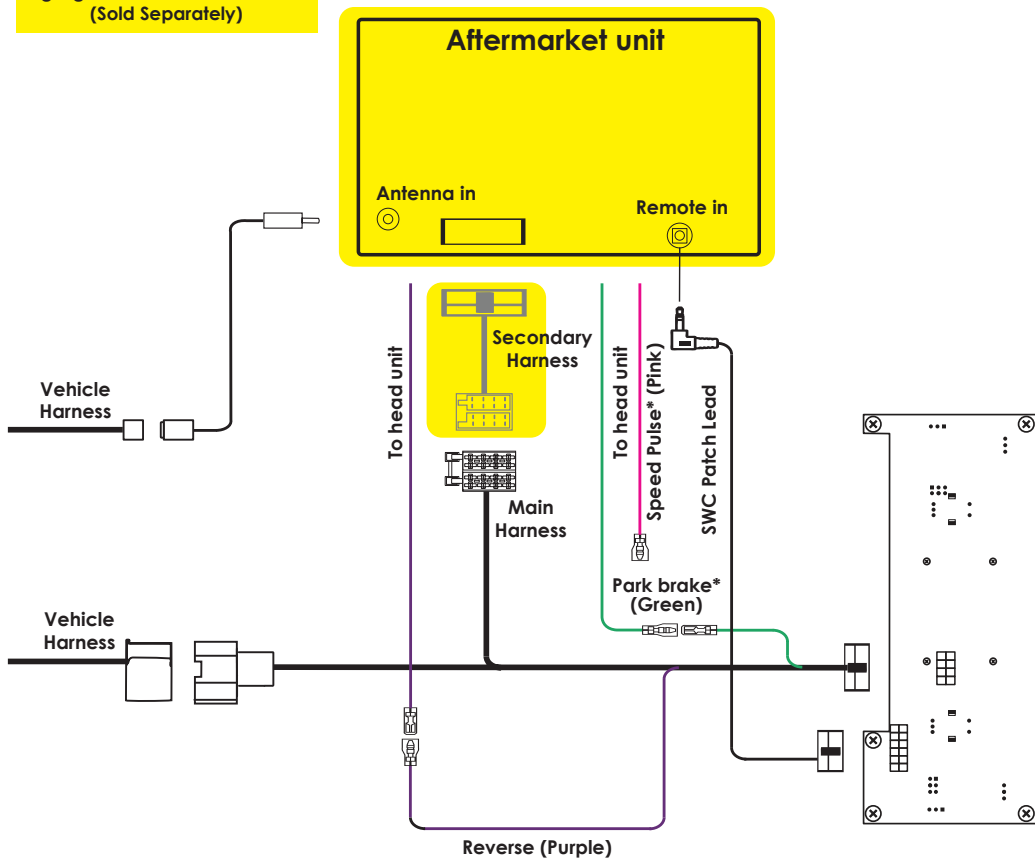 (Sold Separately)
Aftermarket unit
Antenna in
Remote in
Secondary
Harness
To head unit
To head unit
Speed Pulse* (Pink)
SWC Patch Lead
Vehicle
Harness
Main
Harness
Park brake*
(Green)
Vehicle
Harness
Reverse (Purple)